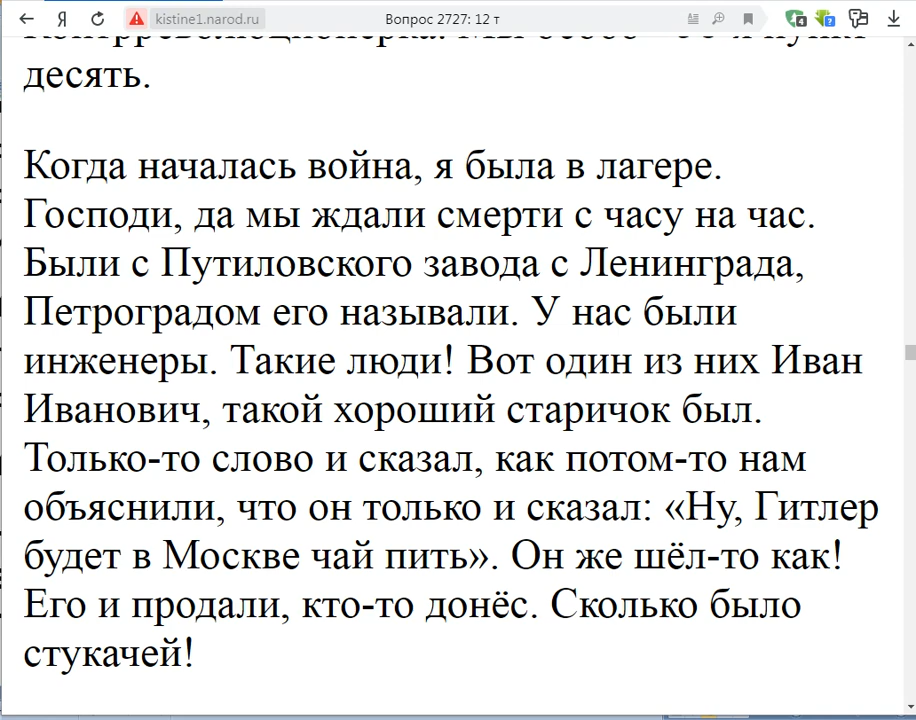 Я
kistine1.narod.ru
Вопрос 2727: 12 т
4
?
десять.
Когда началась война, я была в лагере.
Господи, да мы ждали смерти с часу на час.
Были с Путиловского завода с Ленинграда,
Петроградом его называли. У нас были
инженеры. Такие люди! Вот один из них Иван
Иванович, такой хороший старичок был.
Только-то слово и сказал, как потом-то нам
объяснили, что он только и сказал: «Ну, Гитлер
будет в Москве чай пить». Он же шёл-то как!
Его и продали, кто-то донёс. Сколько было
стукачей!